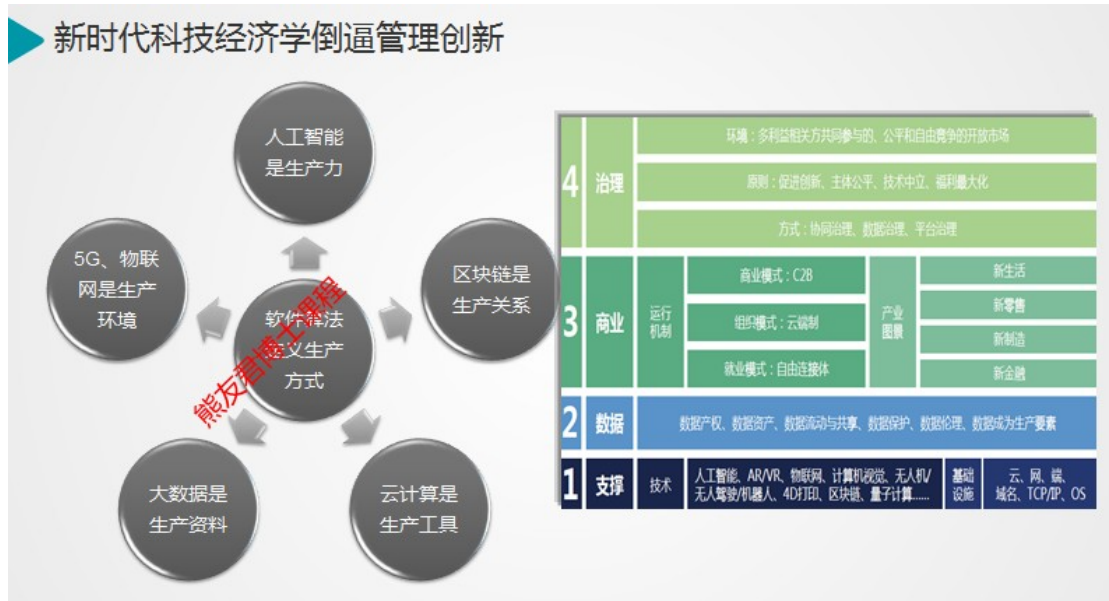 新时代科技经济学倒逼管理创新
人工智能
是生产力
5G、物联
网是生产
环境
区块链是
生产关系
软件算法
定义生产
方式
熊友君博士课程
大数据是
生产资料
云计算是
生产工具
4
治理
环境：多利益相关方共同参与的、公平和自由竞争的开放市场
原则：促进创新、主体公平、技术中立、福利最大化
方式：协同治理、数据治理、平台治理
3
商业
运行
机制
商业模式：C2B
组织模式：云端制
就业模式：自由连接体
产业
图景
新生活
新零售
新制造
新金融
2
数据
数据产权、数据资产、数据流动与共享、数据保护、数据伦理、数据成为生产要素
1
支撑
技术
人工智能、AR/VR、物联网、计算机视觉、无人机/
无人驾驶/机器人、4D打印、区块链、量子计算......
基础
设施
云、网、端、
域名、TCP/IP、OS